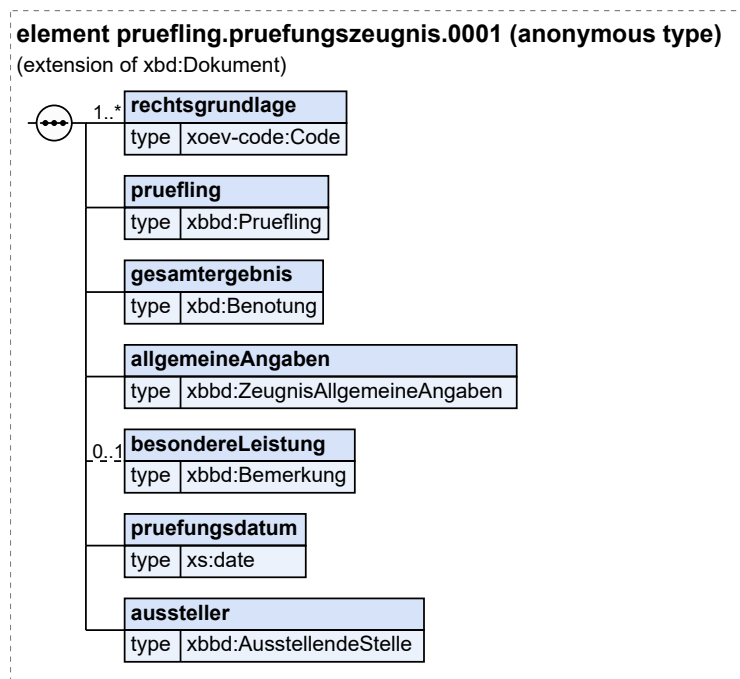 element pruefling.pruefungszeugnis.0001 (anonymous type)
(extension of xbd:Dokument)
1..* rechtsgrundlage
type xoev-code:Code
pruefling
type xbbd:Pruefling
gesamtergebnis
type xbd:Benotung
allgemeineAngaben
type xbbd:ZeugnisAllgemeineAngaben
0..1 besondereLeistung
type xbbd:Bemerkung
pruefungsdatum
type xs:date
aussteller
type xbbd:AusstellendeStelle